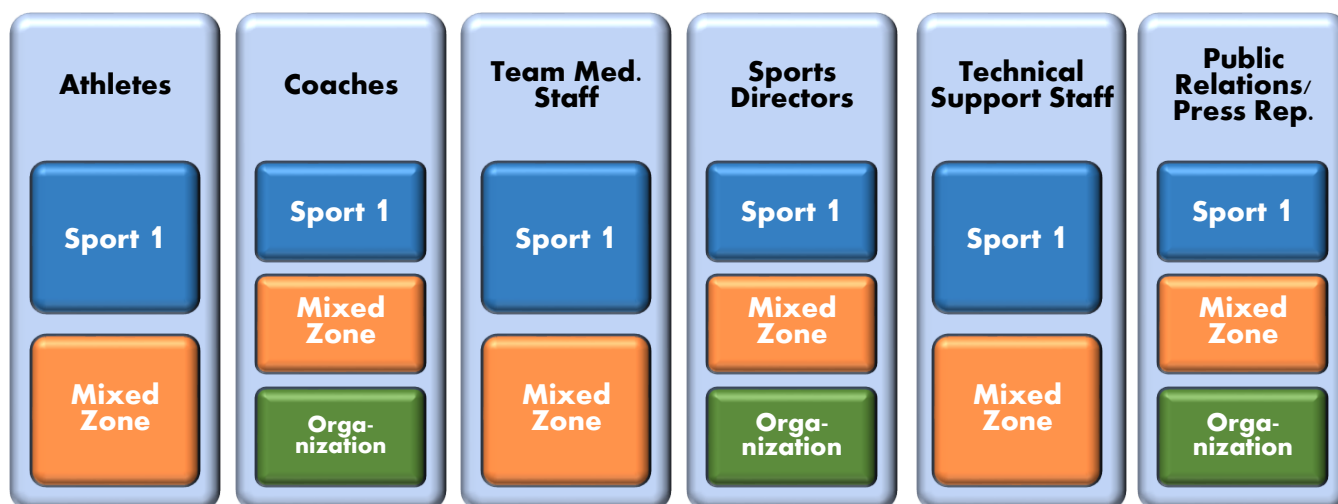 Athletes
Sport 1
Mixed
Zone
Coaches
Sport 1
Mixed
Zone
Orga-
nization
Team Med.
Staff
Sport 1
Mixed
Zone
Sports
Directors
Sport 1
Mixed
Zone
Orga-
nization
Technical
Support Staff
Sport 1
Mixed
Zone
Public
Relations/
Press Rep.
Sport 1
Mixed
Zone
Orga-
nization